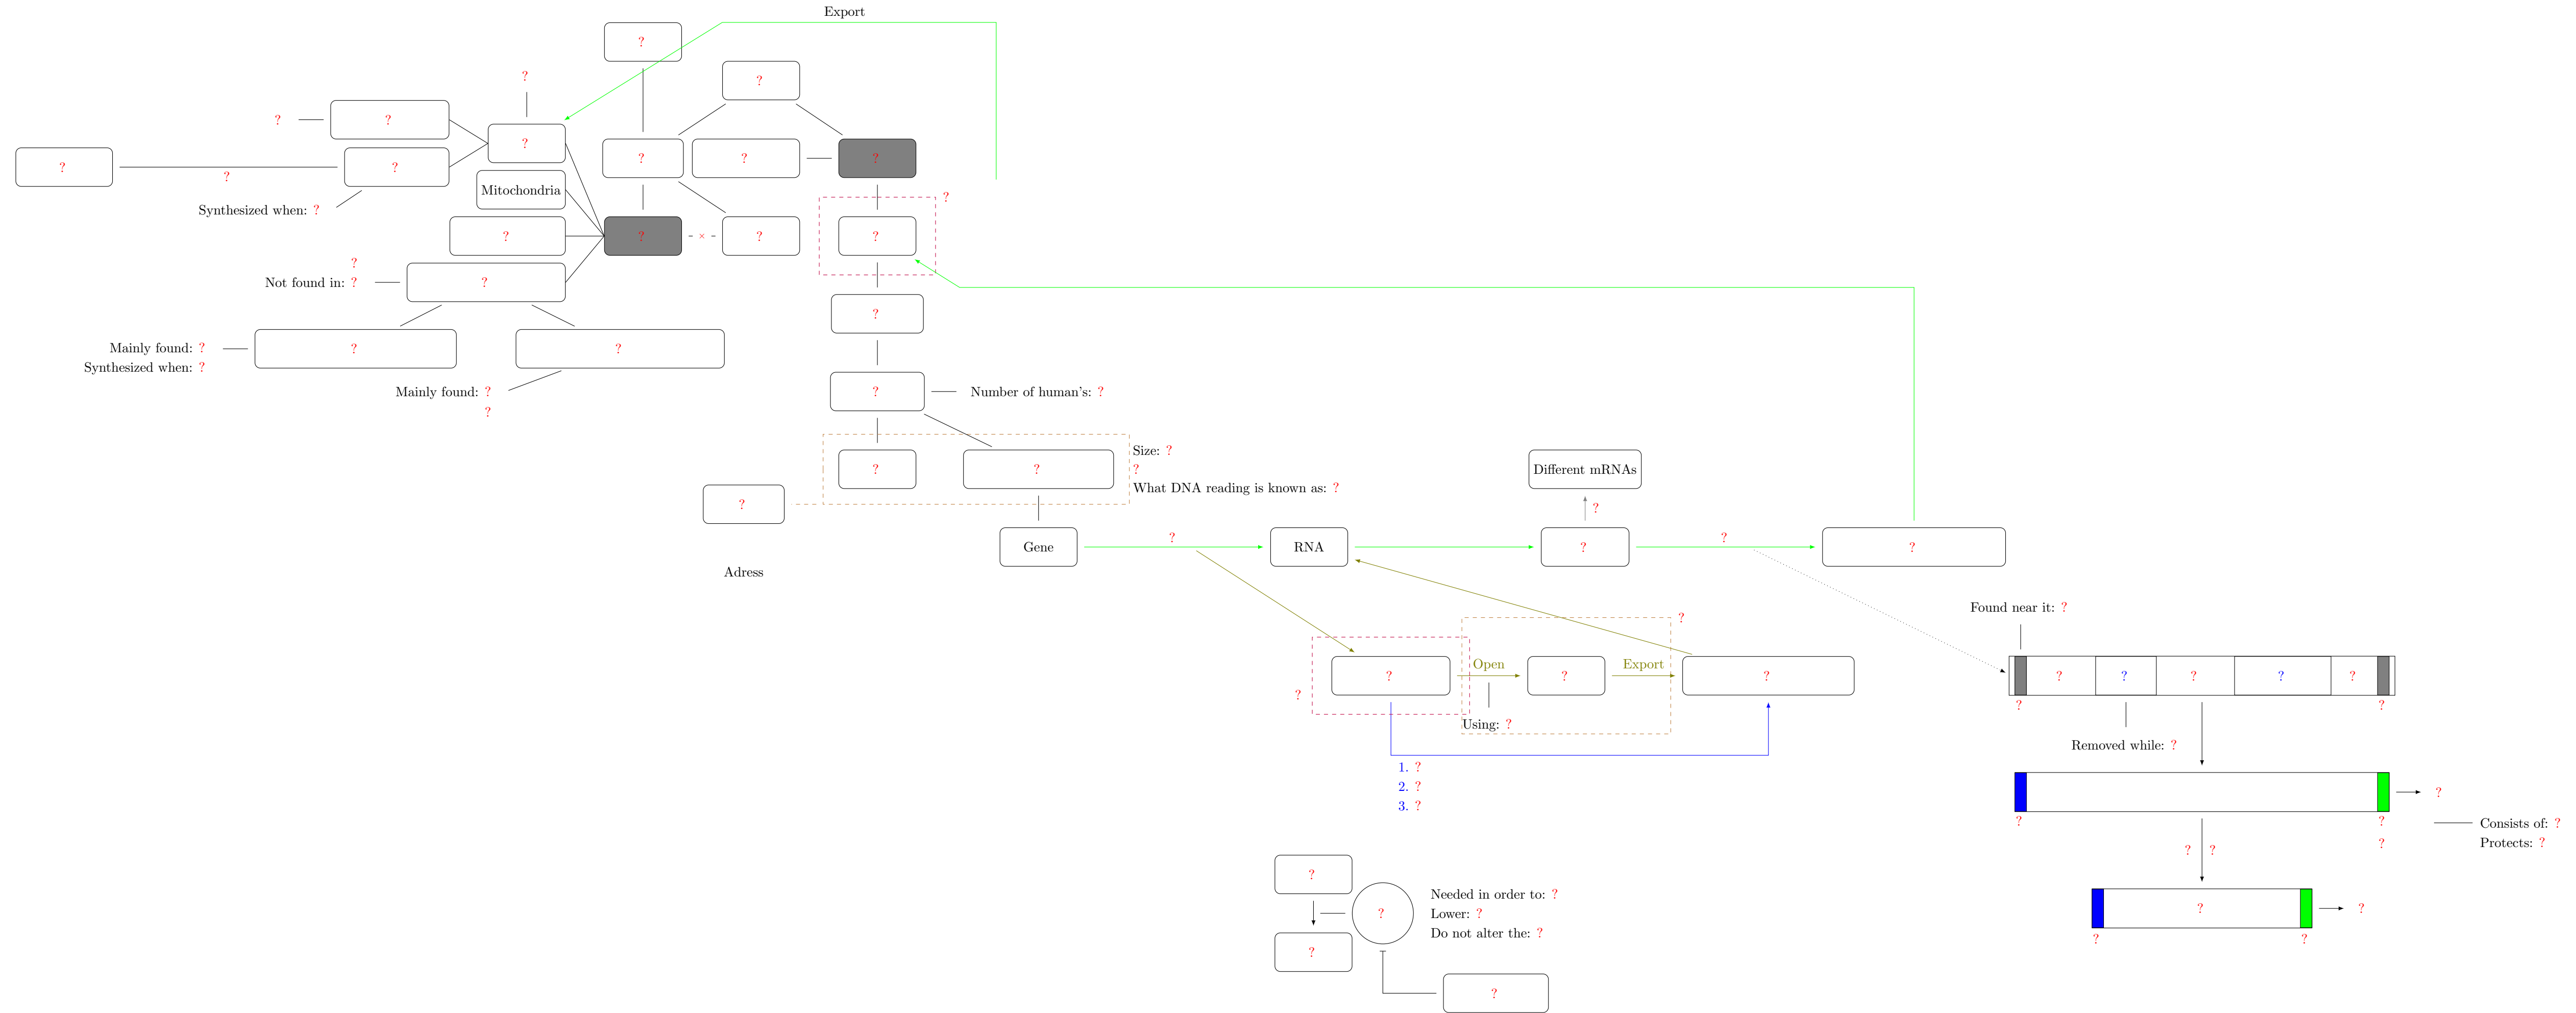 Export
?
?
?
?
?
?
?
?
?
?
?
?
?
Mitochondria
?
Synthesized when: ?
?
?
×
?
?
?
Not found in: ?
?
?
Mainly found: ?
Synthesized when: ?
?
?
Mainly found: ?
?
?
Number of human's: ?
?
?
Size: ?
?
What DNA reading is known as: ?
?
Different mRNAs
?
Gene
?
RNA
?
?
?
Adress
Found near it: ?
?
?
?
Open
?
Export
?
Using: ?
?
?
?
?
?
?
?
Removed while: ?
1. ?
2. ?
3. ?
?
?
?
?
Consists of: ?
Protects: ?
? ?
?
?
?
?
?
?
?
Needed in order to: ?
Lower: ?
Do not alter the: ?
?